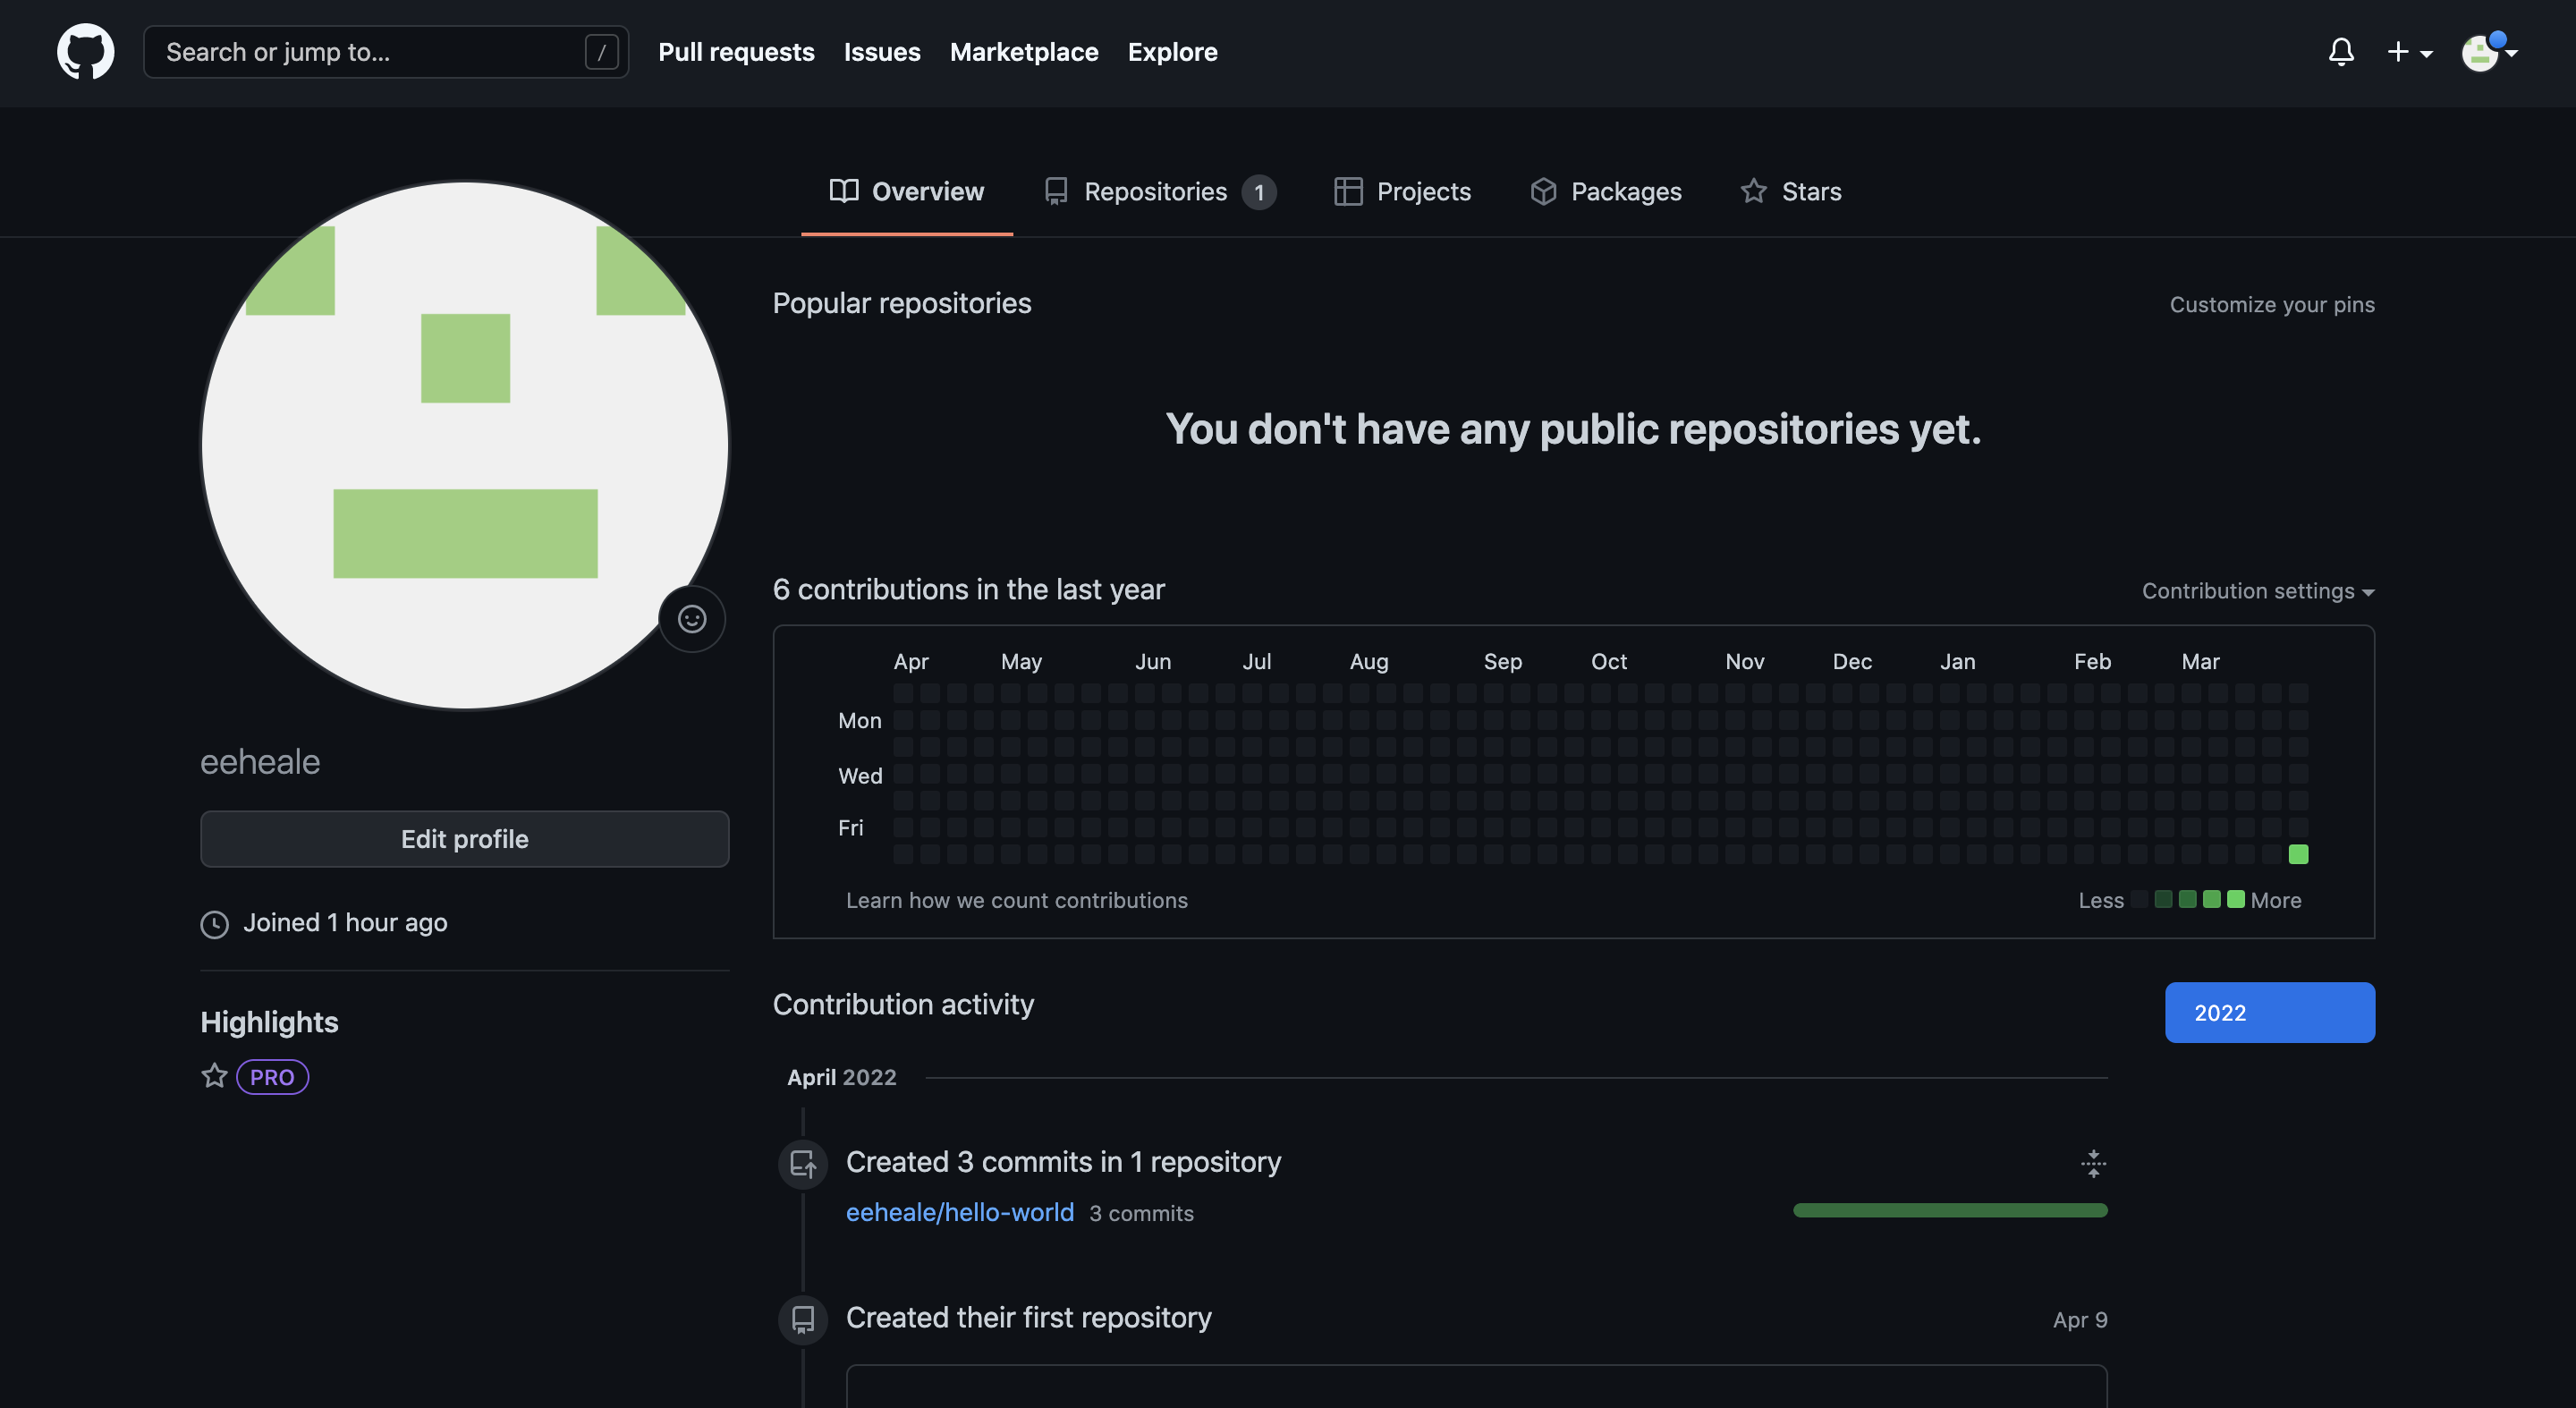 Search or jump to... /
Pull requests Issues Marketplace Explore
Overview Repositories 1 Projects Packages Stars
eeheale
Edit profile
Joined 1 hour ago
Highlights
PRO
Popular repositories
Customize your pins
You don't have any public repositories yet.
6 contributions in the last year
Contribution settings
Apr May Jun Jul Aug Sep Oct Nov Dec Jan Feb Mar
Mon
Wed
Fri
Learn how we count contributions
Less More
Contribution activity
2022
April 2022
Created 3 commits in 1 repository
eeheale/hello-world 3 commits
Created their first repository
Apr 9